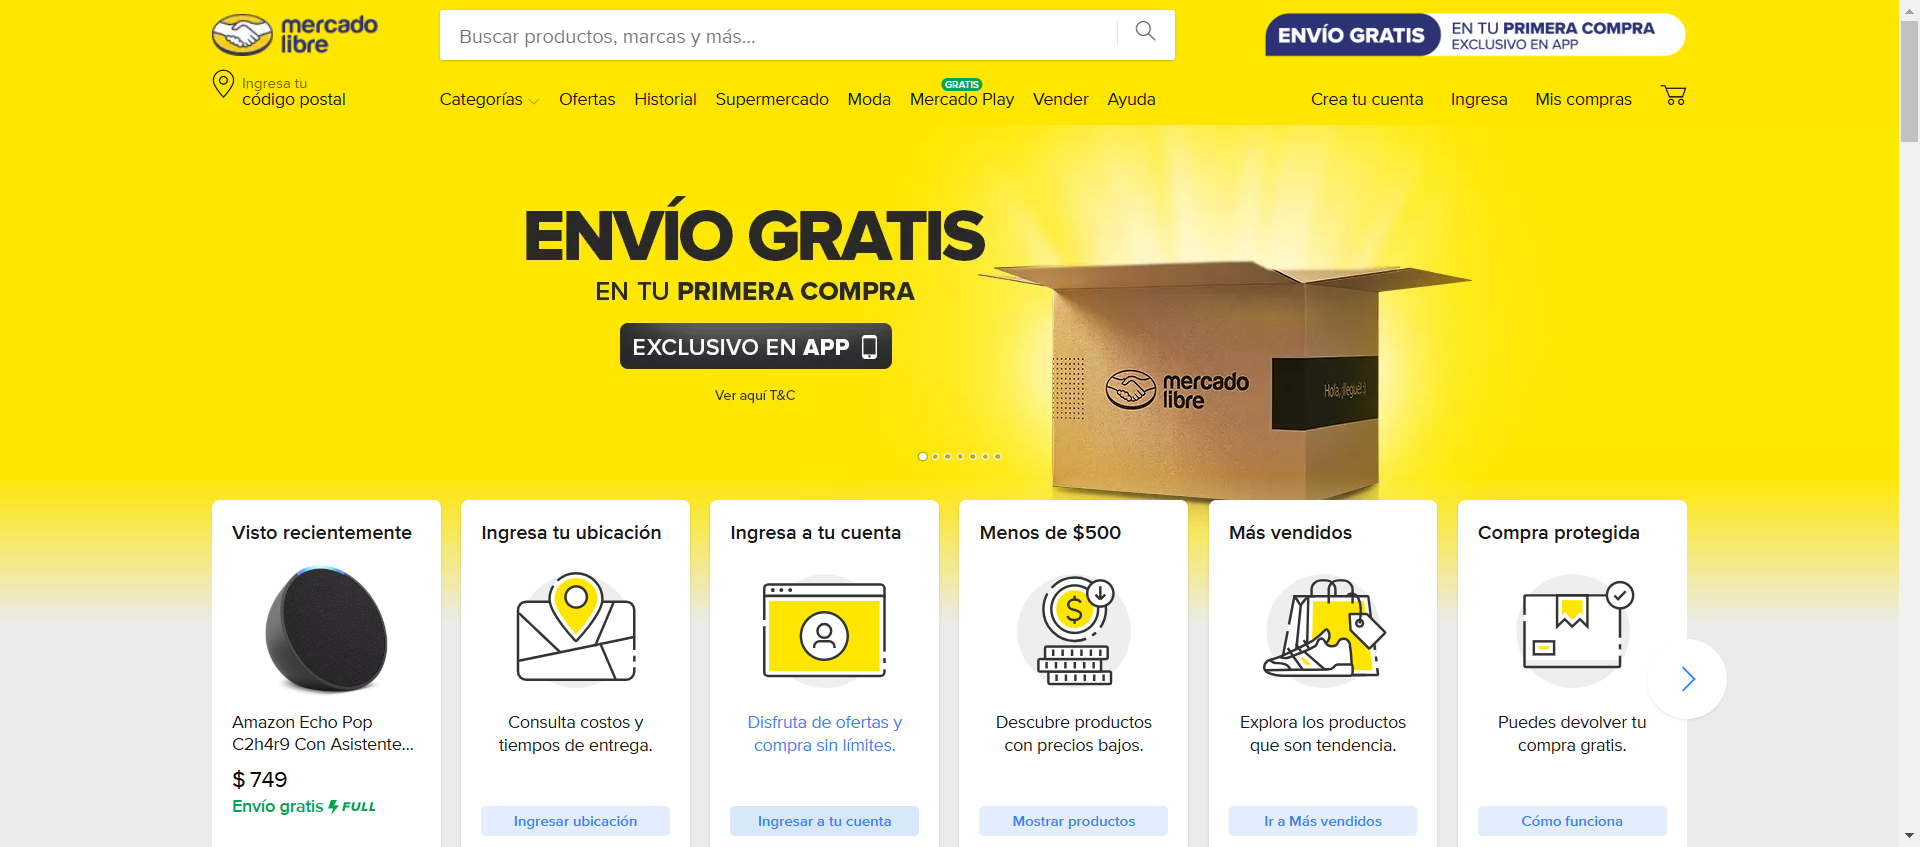 mercado
libre
Buscar productos, marcas y más...
ENVÍO GRATIS
EN TU PRIMERA COMPRA
EXCLUSIVO EN APP
Ingresa tu
código postal
Categorías
Ofertas
Historial
Supermercado
Moda
GRATIS
Mercado Play
Vender
Ayuda
Crea tu cuenta
Ingresa
Mis compras
ENVÍO GRATIS
EN TU PRIMERA COMPRA
EXCLUSIVO EN APP
Ver aquí T&C
mercado
libre
Hola, ¡llegué! :)
Visto recientemente
Amazon Echo Pop
C2h4r9 Con Asistente...
$ 749
Envío gratis FULL
Ingresa tu ubicación
Consulta costos y
tiempos de entrega.
Ingresar ubicación
Ingresa a tu cuenta
Disfruta de ofertas y
compra sin límites.
Ingresar a tu cuenta
Menos de $500
$
Descubre productos
con precios bajos.
Mostrar productos
Más vendidos
Explora los productos
que son tendencia.
Ir a Más vendidos
Compra protegida
Puedes devolver tu
compra gratis.
Cómo funciona